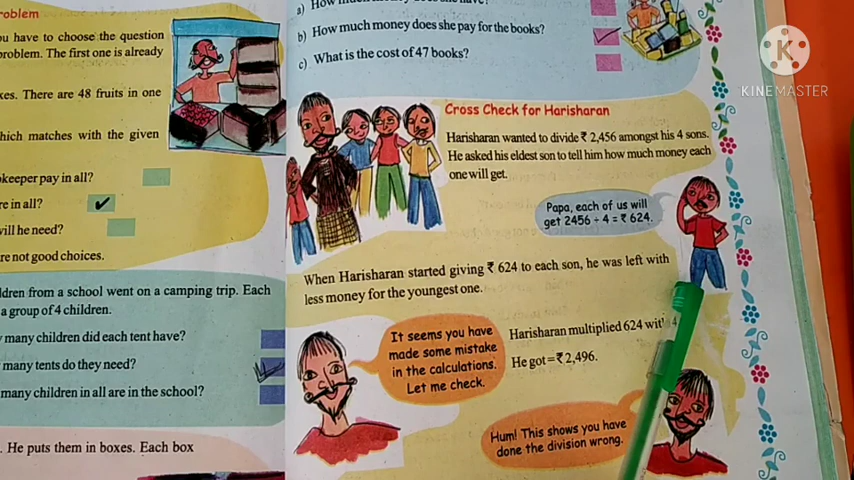 roblem
ou have to choose the question
problem. The first one is already
xes. There are 48 fruits in one
hich matches with the given
pkeeper pay in all?
re in all?
will he need?
re not good choices.
ldren from a school went on a camping trip. Each
a group of 4 children.
many children did each tent have?
many tents do they need?
many children in all are in the school?
. He puts them in boxes. Each box
b) How much money does she pay for the books?
c) What is the cost of 47 books?
Cross Check for Harisharan
Harisharan wanted to divide ₹ 2,456 amongst his 4 sons.
He asked his eldest son to tell him how much money each
one will get.
Papa, each of us will
get 2456 ÷ 4 = ₹ 624.
When Harisharan started giving ₹ 624 to each son, he was left with
less money for the youngest one.
It seems you have
made some mistake
in the calculations.
Let me check.
Harisharan multiplied 624 wit 4
He got = ₹ 2,496.
Hum! This shows you have
done the division wrong.
KINEMASTER